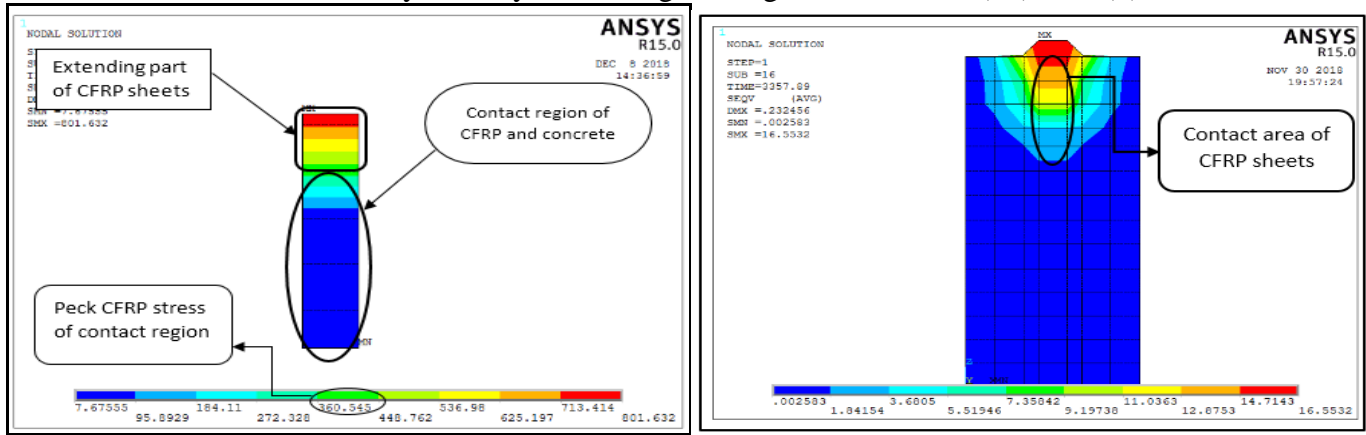 1
NODAL SOLUTION
ANSYS
R15.0
DEC 8 2018
14:36:59
Extending part
of CFRP sheets
SMX =801.632
MX
Contact region of
CFRP and concrete
Peck CFRP stress
of contact region
MN
7.67555
95.8929
184.11
272.328
360.545
448.762
536.98
625.197
713.414
801.632
1
NODAL SOLUTION
STEP=1
SUB =16
TIME=3357.89
SEQV (AVG)
DMX =.232456
SMN =.002583
SMX =16.5532
MX
ANSYS
R15.0
NOV 30 2018
19:57:24
Contact area of
CFRP sheets
Z
Y
.002583
1.84154
3.6805
5.51946
7.35842
9.19738
11.0363
12.8753
14.7143
16.5532